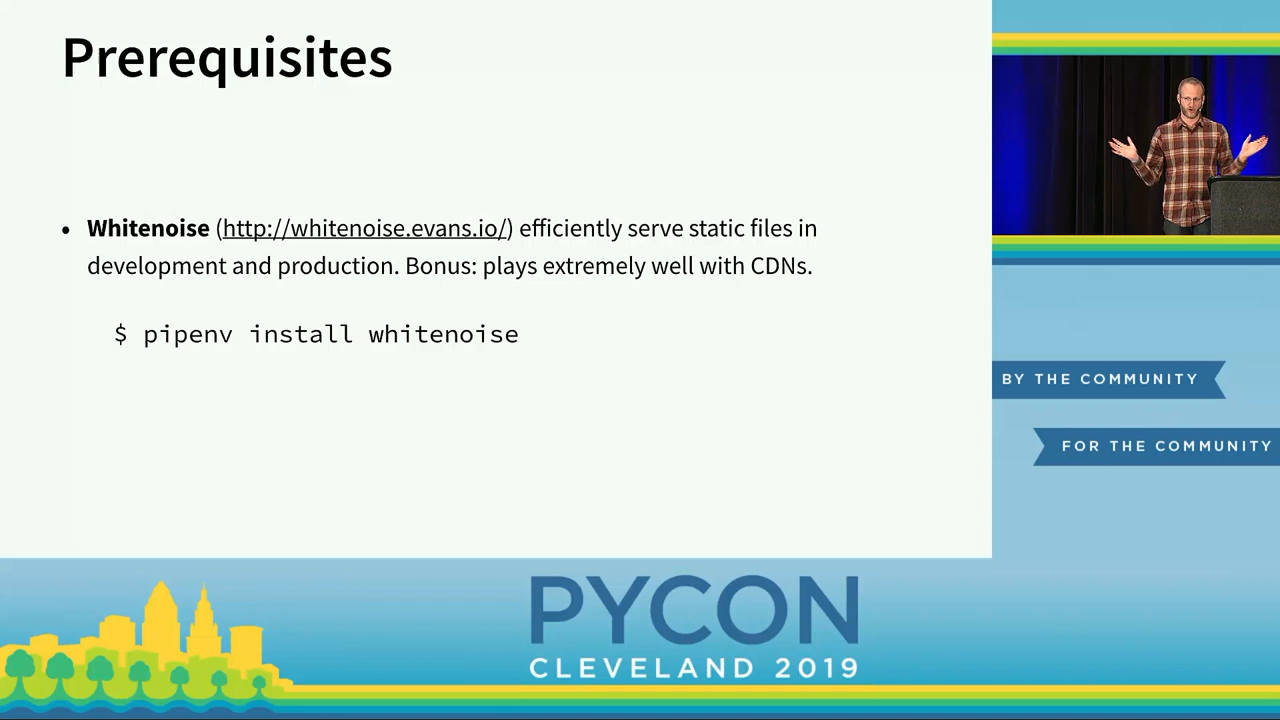 Prerequisites
• Whitenoise (http://whitenoise.evans.io/) efficiently serve static files in
development and production. Bonus: plays extremely well with CDNs.
$ pipenv install whitenoise
BY THE COMMUNITY
FOR THE COMMUNITY
PYCON
CLEVELAND 2019